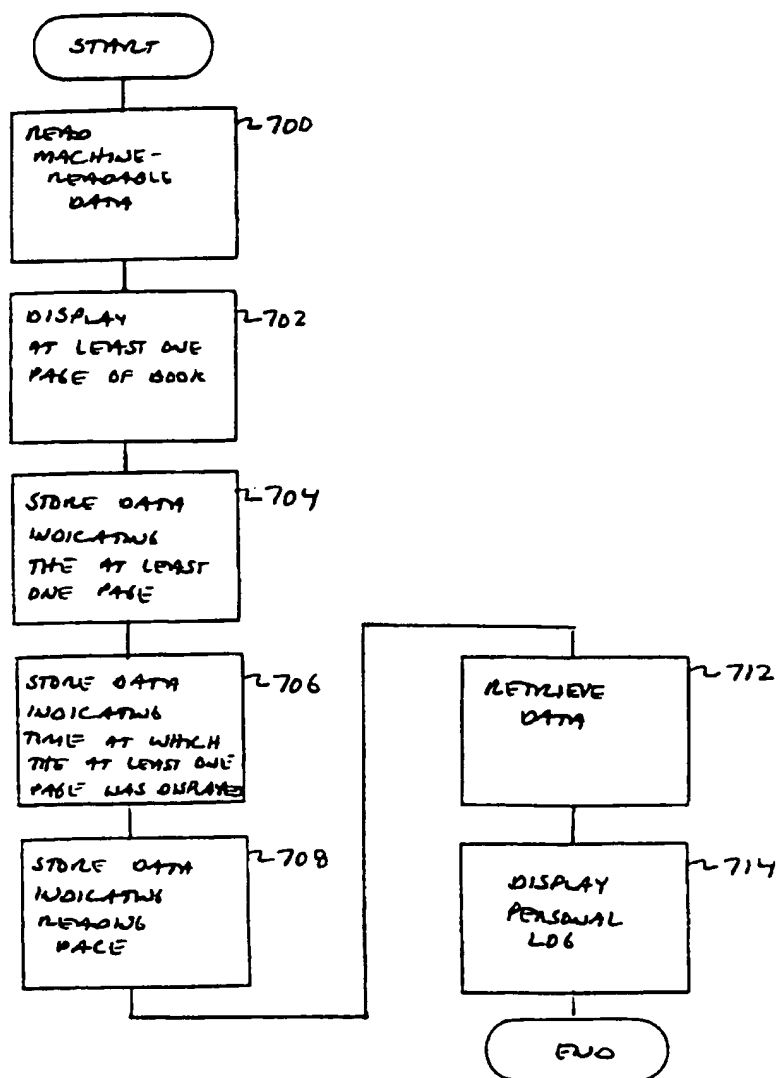 START
700
READ
MACHINE-
READABLE
DATA
702
DISPLAY
AT LEAST ONE
PAGE OF BOOK
704
STORE DATA
INDICATING
THE AT LEAST
ONE PAGE
706
STORE DATA
INDICATING
TIME AT WHICH
THE AT LEAST ONE
PAGE WAS DISPLAYED
708
STORE DATA
INDICATING
READING
PACE
712
RETRIEVE
DATA
714
DISPLAY
PERSONAL
LOG
END